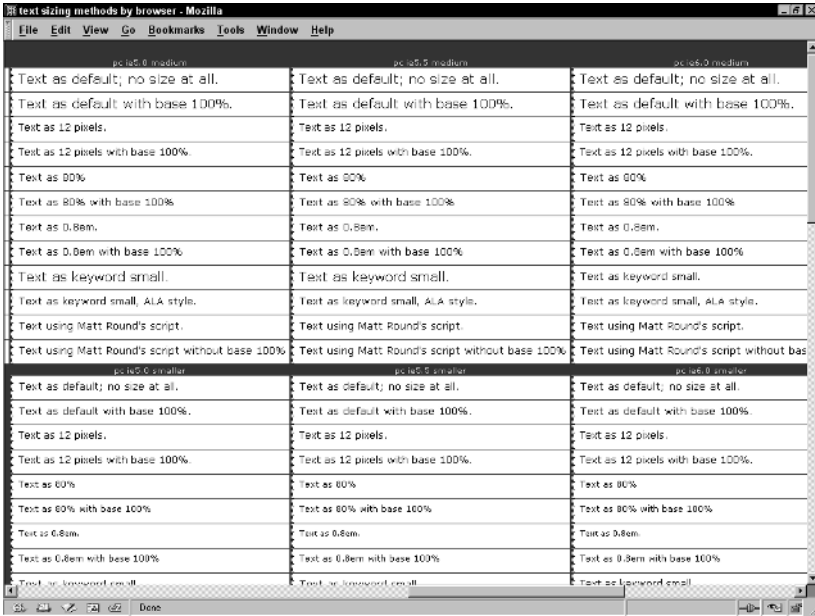 text sizing methods by browser - Mozilla
File Edit View Go Bookmarks Tools Window Help
pc ie5.0 medium pc ie5.5 medium pc ie6.0 medium
Text as default; no size at all. Text as default; no size at all. Text as default; no size at all.
Text as default with base 100%. Text as default with base 100%. Text as default with base 100%.
Text as 12 pixels. Text as 12 pixels. Text as 12 pixels.
Text as 12 pixels with base 100%. Text as 12 pixels with base 100%. Text as 12 pixels with base 100%.
Text as 80% Text as 80% Text as 80%
Text as 80% with base 100% Text as 80% with base 100% Text as 80% with base 100%
Text as 0.8em. Text as 0.8em. Text as 0.8em.
Text as 0.8em with base 100% Text as 0.8em with base 100% Text as 0.8em with base 100%
Text as keyword small. Text as keyword small. Text as keyword small.
Text as keyword small, ALA style. Text as keyword small, ALA style. Text as keyword small, ALA style.
Text using Matt Round's script. Text using Matt Round's script. Text using Matt Round's script.
Text using Matt Round's script without base 100% Text using Matt Round's script without base 100% Text using Matt Round's script without bas
pc ie5.0 smaller pc ie5.5 smaller pc ie6.0 smaller
Text as default; no size at all. Text as default; no size at all. Text as default; no size at all.
Text as default with base 100%. Text as default with base 100%. Text as default with base 100%.
Text as 12 pixels. Text as 12 pixels. Text as 12 pixels.
Text as 12 pixels with base 100%. Text as 12 pixels with base 100%. Text as 12 pixels with base 100%.
Text as 80% Text as 80% Text as 80%
Text as 80% with base 100% Text as 80% with base 100% Text as 80% with base 100%
Text as 0.8em. Text as 0.8em. Text as 0.8em.
Text as 0.8em with base 100% Text as 0.8em with base 100% Text as 0.8em with base 100%
Text as keyword small Text as keyword small Text as keyword small
Done